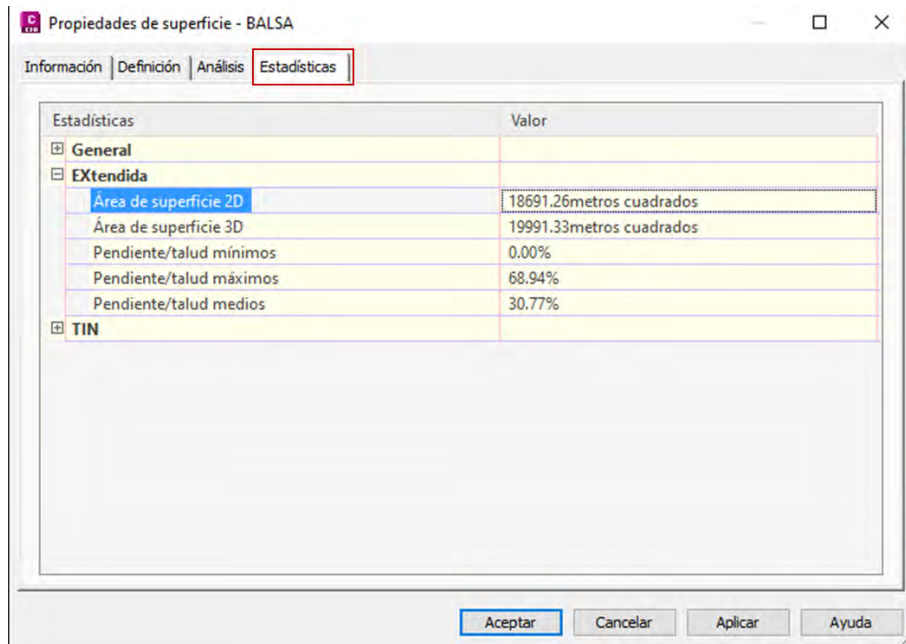 C
C3D
Propiedades de superficie - BALSA
Información Definición Análisis Estadísticas
Estadísticas Valor
General
EXtendida
Área de superficie 2D 18691.26metros cuadrados
Área de superficie 3D 19991.33metros cuadrados
Pendiente/talud mínimos 0.00%
Pendiente/talud máximos 68.94%
Pendiente/talud medios 30.77%
TIN
Aceptar Cancelar Aplicar Ayuda